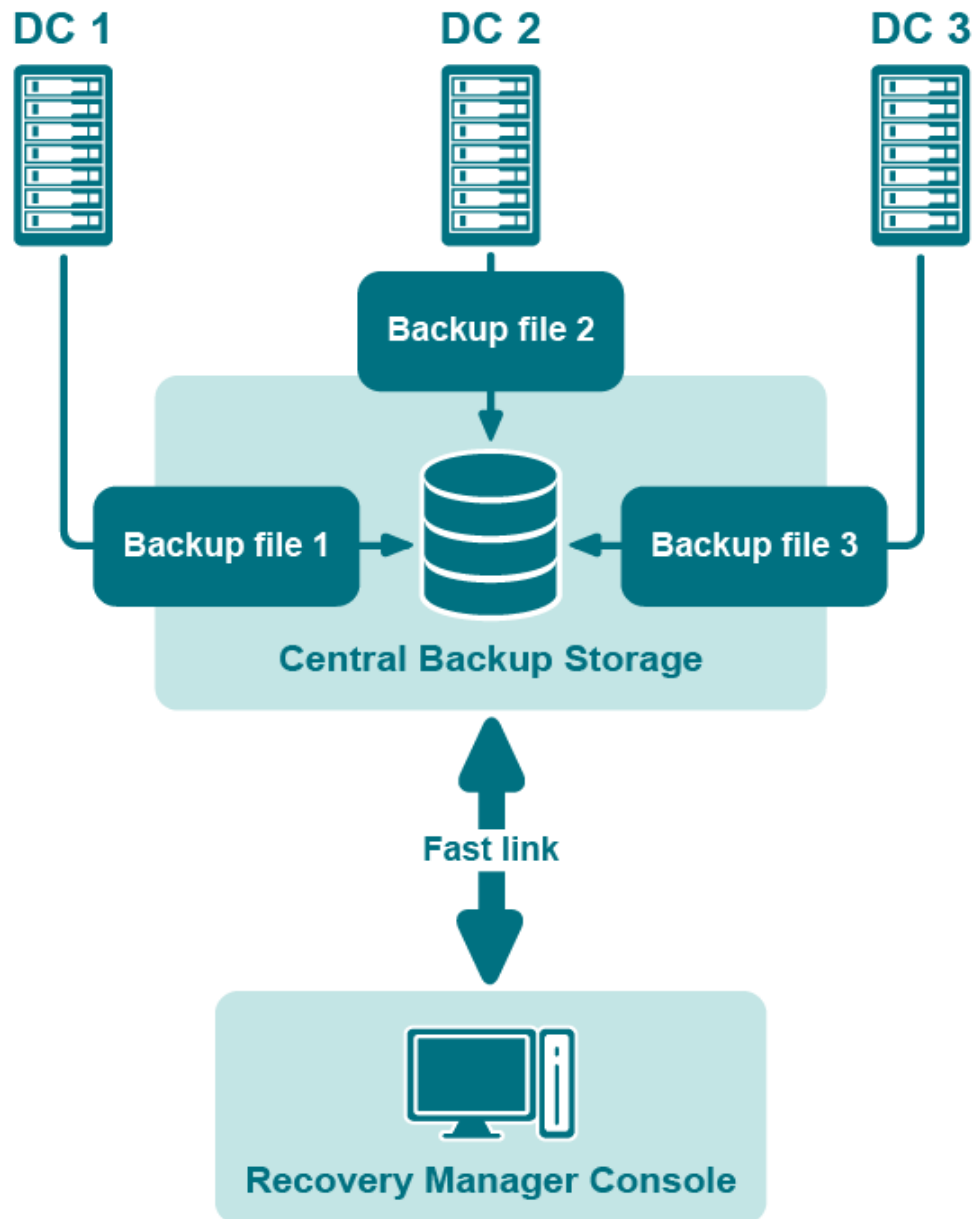 DC 1
DC 2
DC 3
Backup file 2
Backup file 1
Backup file 3
Central Backup Storage
Fast link
Recovery Manager Console